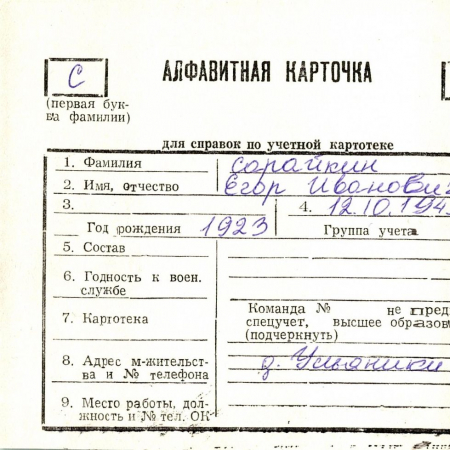 С
АЛФАВИТНАЯ КАРТОЧКА
(первая бук-
ва фамилии)
для справок по учетной картотеке
1. Фамилия Сорайкин
2. Имя, отчество Егор Иванович
3. 4. 12.10.194
Год рождения 1923 Группа учета
5. Состав
6. Годность к воен.
службе
Команда № не пред
7. Картотека спецучет, высшее образов
(подчеркнуть)
8. Адрес м-жительст-
ва и № телефона д. Ульяники
9. Место работы, дол-
жность и № тел. ОК